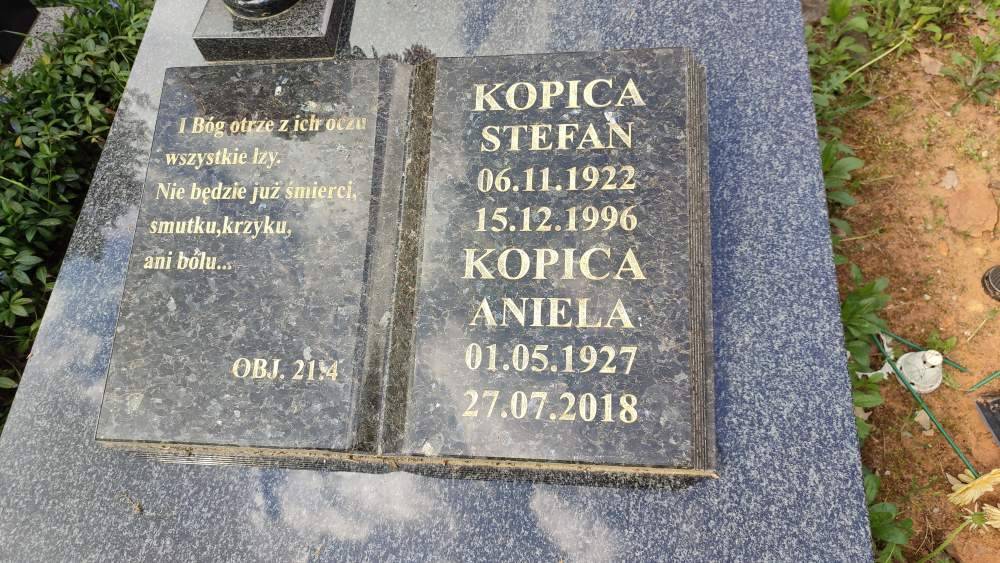 I Bóg otrze z ich oczu
wszystkie łzy.
Nie będzie już śmierci,
smutku,krzyku,
ani bólu...
OBJ. 21:4
KOPICA
STEFAN
06.11.1922
15.12.1996
KOPICA
ANIELA
01.05.1927
27.07.2018